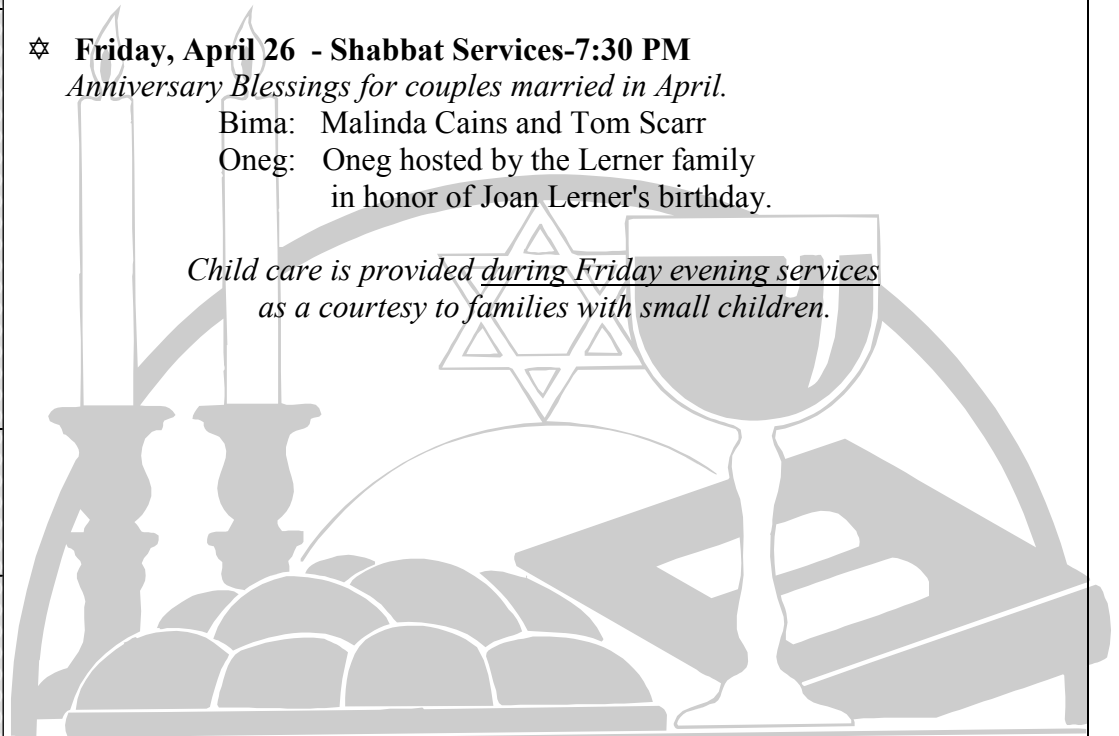 ✡ Friday, April 26 - Shabbat Services-7:30 PM
Anniversary Blessings for couples married in April.
Bima: Malinda Cains and Tom Scarr
Oneg: Oneg hosted by the Lerner family
in honor of Joan Lerner's birthday.
Child care is provided during Friday evening services
as a courtesy to families with small children.